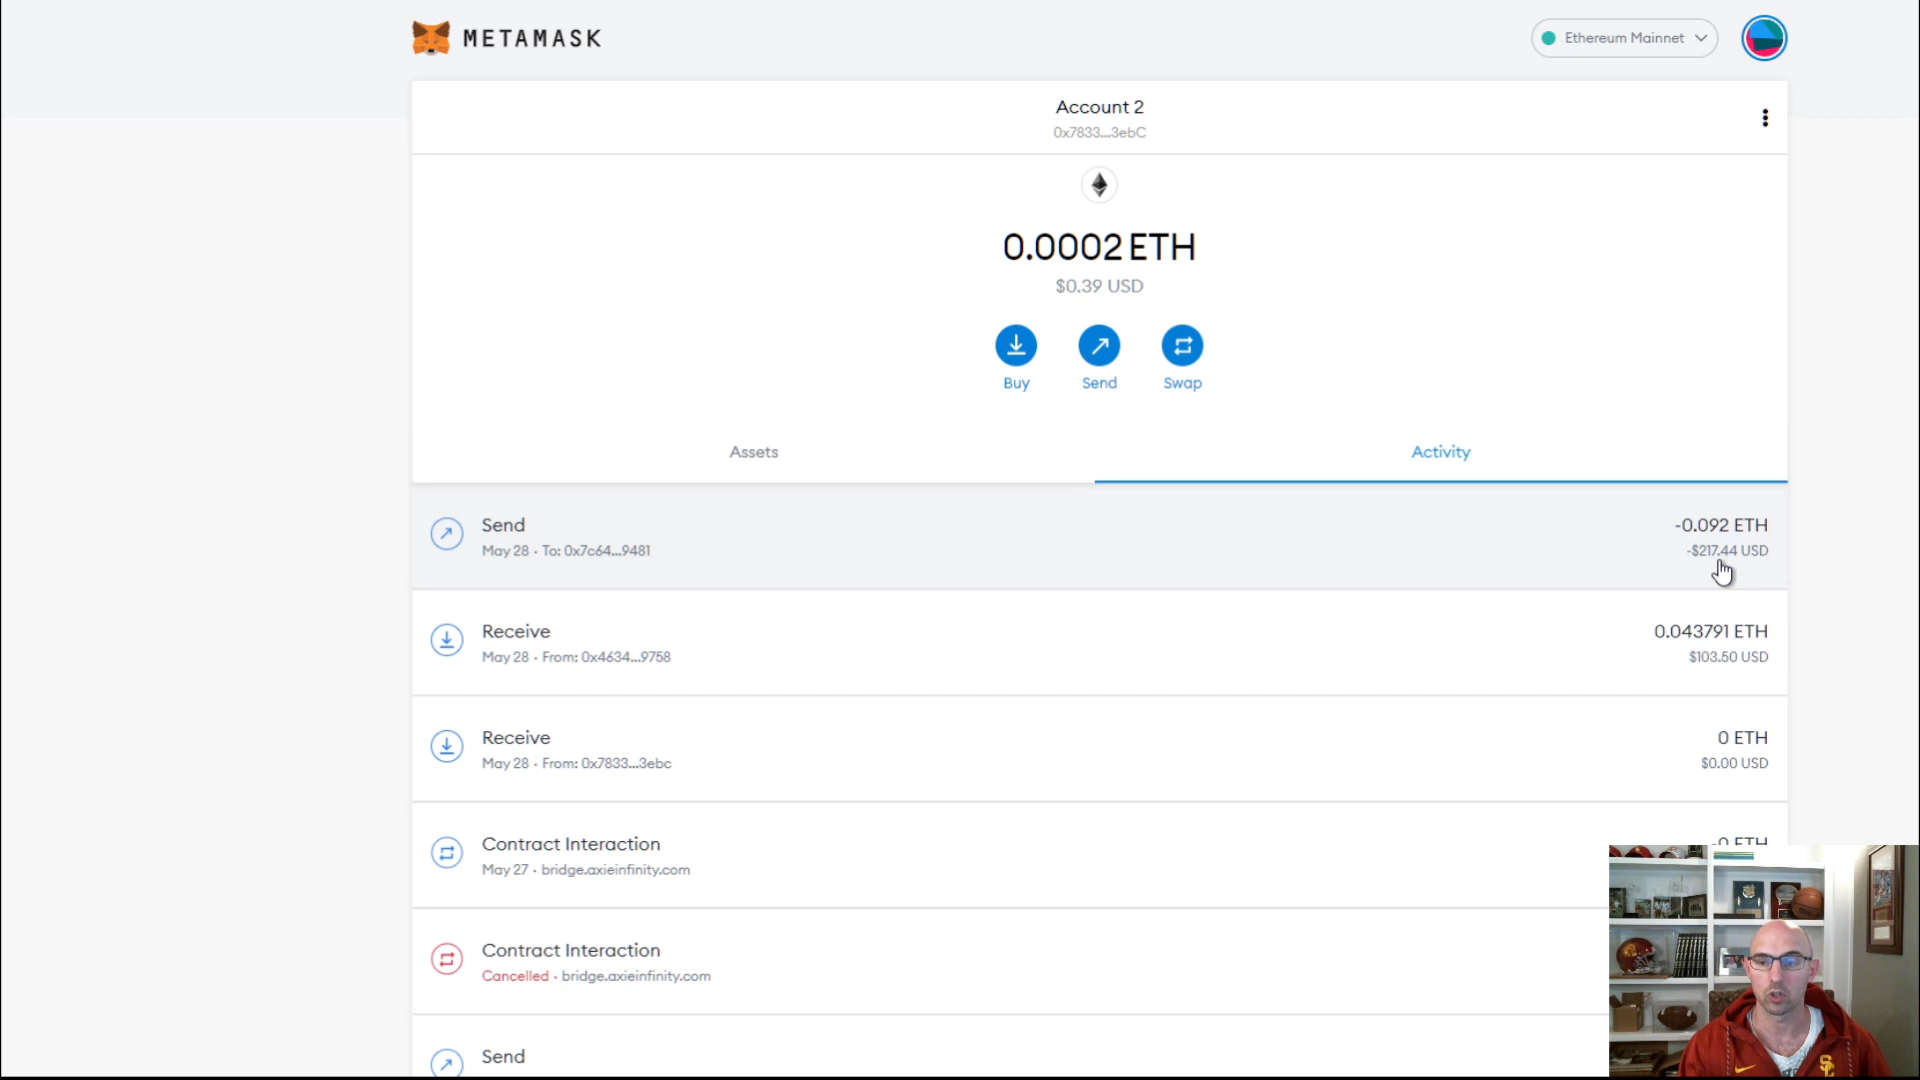 METAMASK
Ethereum Mainnet
Account 2
0x7833...3ebC
0.0002 ETH
$0.39 USD
Buy
Send
Swap
Assets
Activity
Send
-0.092 ETH
May 28 · To: 0x7c64...9481
-$217.44 USD
Receive
0.043791 ETH
May 28 · From: 0x4634...9758
$103.50 USD
Receive
0 ETH
May 28 · From: 0x7833...3ebc
$0.00 USD
Contract Interaction
-0 ETH
May 27 · bridge.axieinfinity.com
Contract Interaction
Cancelled · bridge.axieinfinity.com
Send
SC